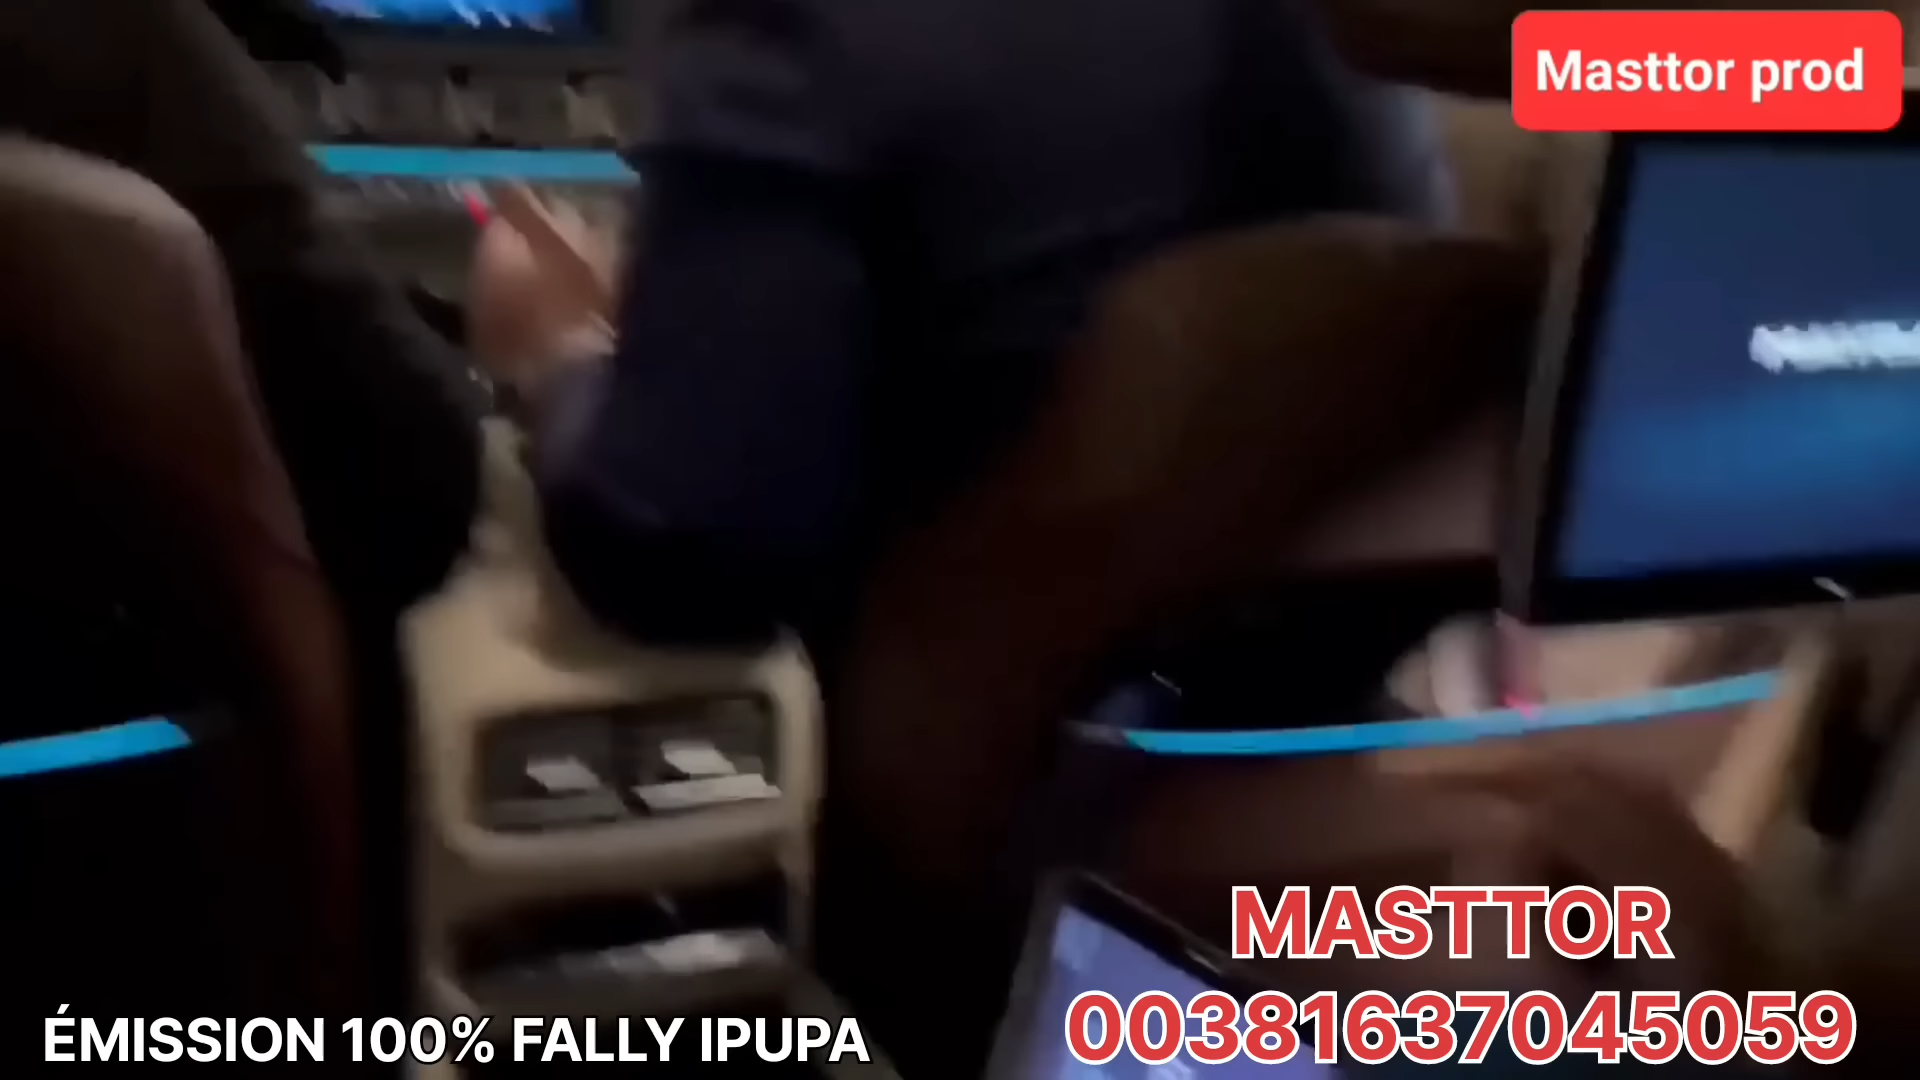 Masttor prod
MASTTOR
00381637045059
ÉMISSION 100% FALLY IPUPA